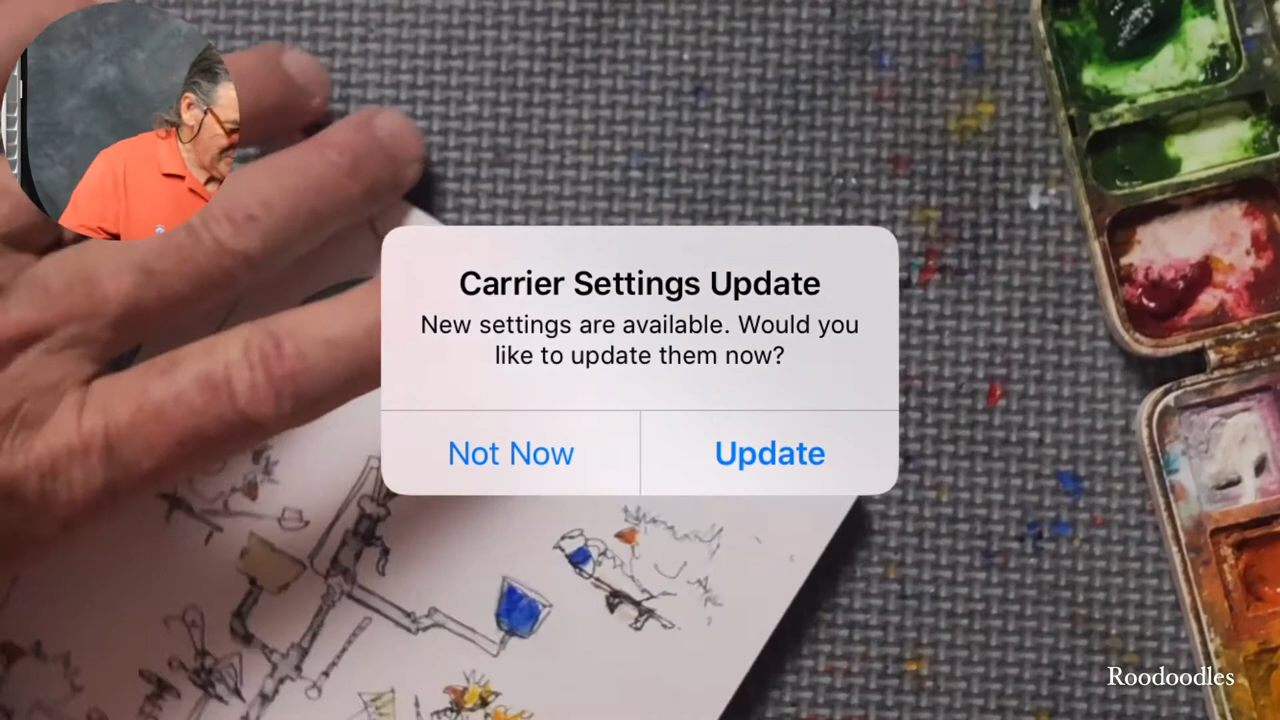 Carrier Settings Update
New settings are available. Would you
like to update them now?
Not Now
Update
Roodoodles